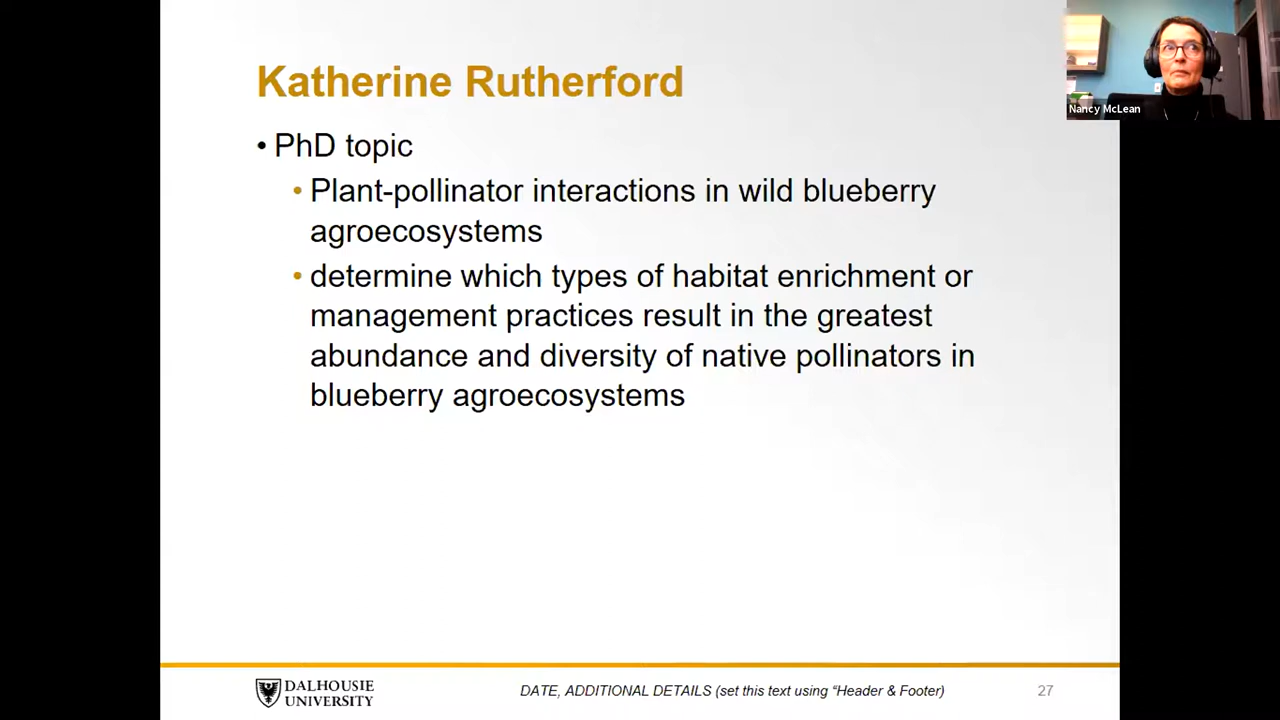 Katherine Rutherford
Nancy McLean
• PhD topic
• Plant-pollinator interactions in wild blueberry
agroecosystems
• determine which types of habitat enrichment or
management practices result in the greatest
abundance and diversity of native pollinators in
blueberry agroecosystems
DALHOUSIE
UNIVERSITY
DATE, ADDITIONAL DETAILS (set this text using “Header & Footer)
27